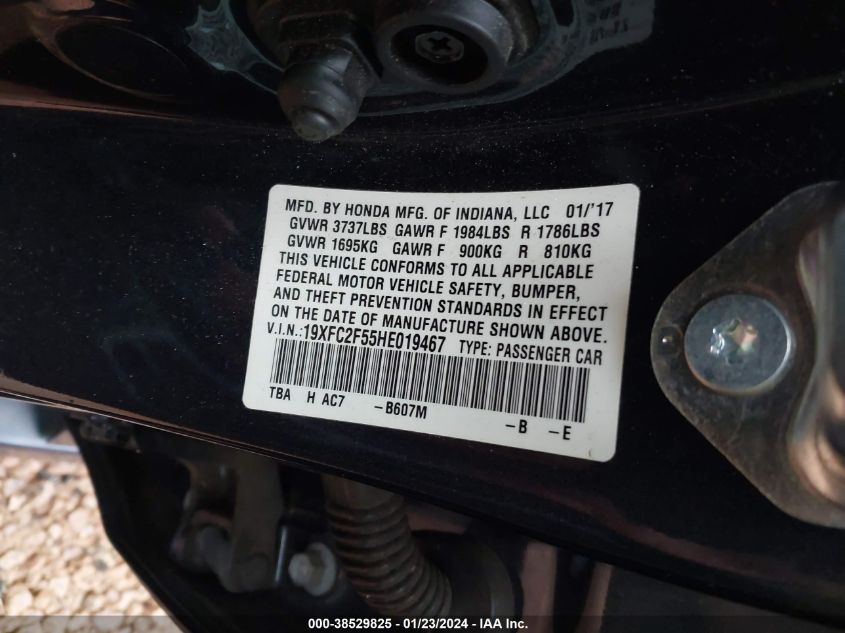 MFD. BY HONDA MFG. OF INDIANA, LLC 01/'17
GVWR 3737LBS GAWR F 1984LBS R 1786LBS
GVWR 1695KG GAWR F 900KG R 810KG
THIS VEHICLE CONFORMS TO ALL APPLICABLE
FEDERAL MOTOR VEHICLE SAFETY, BUMPER,
AND THEFT PREVENTION STANDARDS IN EFFECT
ON THE DATE OF MANUFACTURE SHOWN ABOVE.
V.I.N.:19XFC2F55HE019467 TYPE: PASSENGER CAR
TBA H AC7 -B607M
-B -E
000-38529825 - 01/23/2024 - IAA Inc.